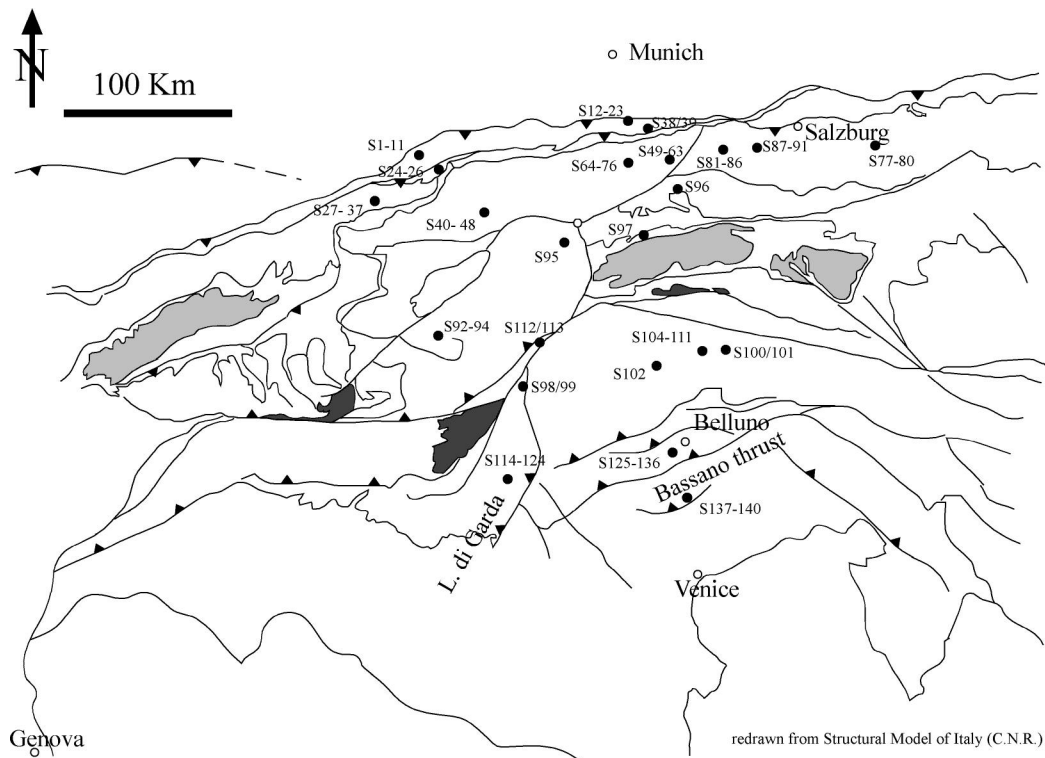 N
Munich
100 Km
S12-23
S38/39
Salzburg
S1-11
S87-91
S49-63
S24-26
S64-76
S81-86
S77-80
S96
S27- 37
S40- 48
S97
S95
S92-94
S112/113
S104-111
S100/101
S102
S98/99
Belluno
S114-124
S125-136
Bassano thrust
S137-140
L. di Garda
Venice
Genova
redrawn from Structural Model of Italy (C.N.R.)